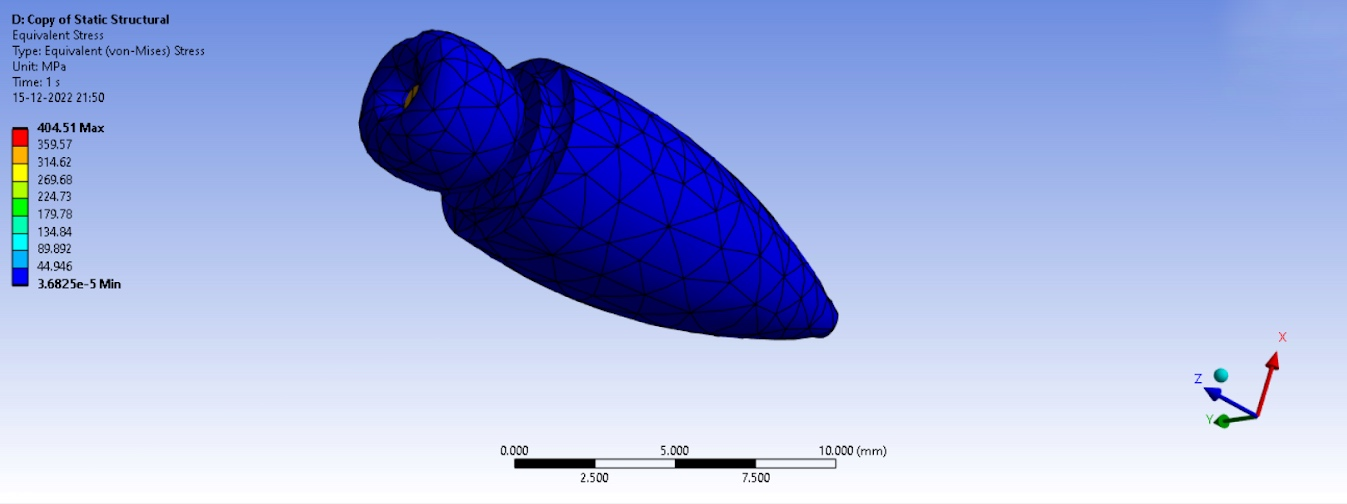 D: Copy of Static Structural
Equivalent Stress
Type: Equivalent (von-Mises) Stress
Unit: MPa
Time: 1 s
15-12-2022 21:50
404.51 Max
359.57
314.62
269.68
224.73
179.78
134.84
89.892
44.946
3.6825e-5 Min
X
Z
Y
0.000 5.000 10.000 (mm)
2.500 7.500